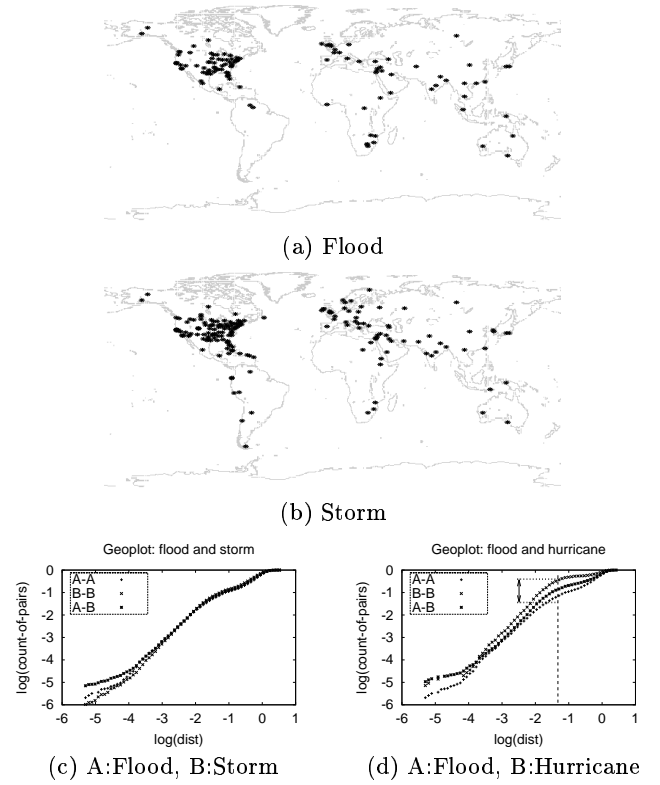 (a) Flood
(b) Storm
Geoplot: flood and storm
A-A
B-B
A-B
0
-1
-2
-3
-4
-5
-6
log(count-of-pairs)
-6 -5 -4 -3 -2 -1 0 1
log(dist)
(c) A:Flood, B:Storm
Geoplot: flood and hurricane
A-A
B-B
A-B
0
-1
-2
-3
-4
-5
-6
log(count-of-pairs)
-6 -5 -4 -3 -2 -1 0 1
log(dist)
(d) A:Flood, B:Hurricane